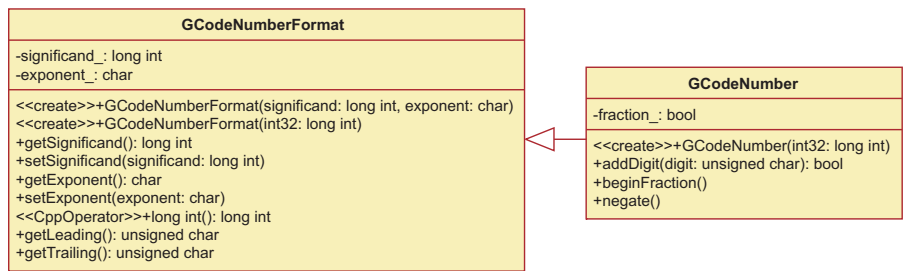 GCodeNumberFormat
-significand_: long int
-exponent_: char
<<create>>+GCodeNumberFormat(significand: long int, exponent: char)
<<create>>+GCodeNumberFormat(int32: long int)
+getSignificand(): long int
+setSignificand(significand: long int)
+getExponent(): char
+setExponent(exponent: char)
<<CppOperator>>+long int(): long int
+getLeading(): unsigned char
+getTrailing(): unsigned char
GCodeNumber
-fraction_: bool
<<create>>+GCodeNumber(int32: long int)
+addDigit(digit: unsigned char): bool
+beginFraction()
+negate()